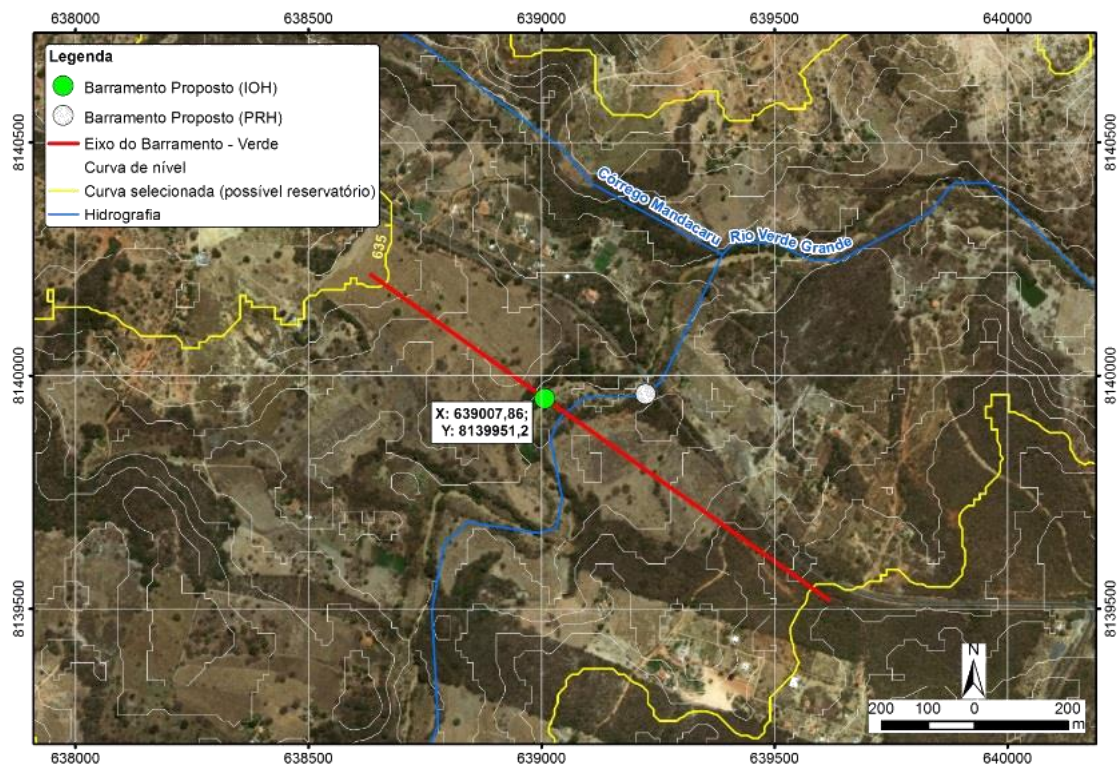 638000 638500 639000 639500 640000
Legenda
Barramento Proposto (IOH)
Barramento Proposto (PRH)
Eixo do Barramento - Verde
Curva de nível
Curva selecionada (possível reservatório)
Hidrografia
8140500
8140500
Córrego Mandacaru
Rio Verde Grande
635
8140000
8140000
X: 639007,86;
Y: 8139951,2
8139500
8139500
N
200 100 0 200
m
638000 638500 639000 639500 640000